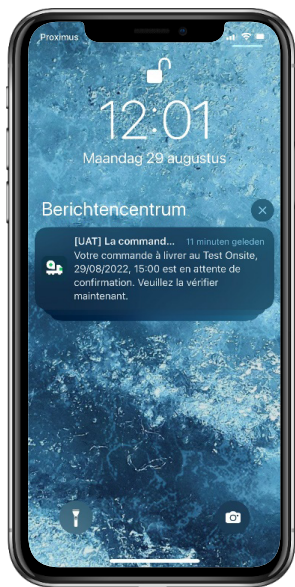 Proximus
12:01
Maandag 29 augustus
Berichtencentrum
[UAT] La command... 11 minuten geleden
Votre commande à livrer au Test Onsite,
29/08/2022, 15:00 est en attente de
confirmation. Veuillez la vérifier
maintenant.